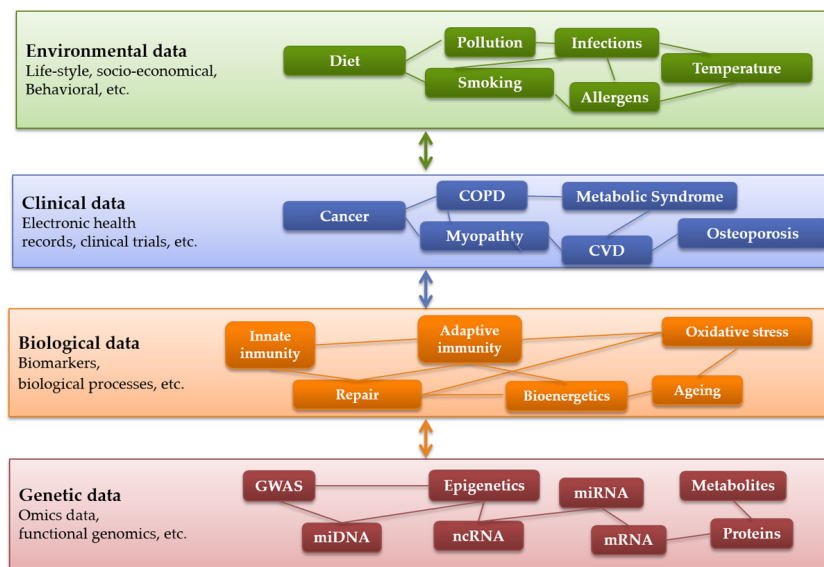 Environmental data
Life-style, socio-economical,
Behavioral, etc.
Diet
Pollution
Infections
Smoking
Allergens
Temperature
Clinical data
Electronic health
records, clinical trials, etc.
Cancer
COPD
Metabolic Syndrome
Myopathty
CVD
Osteoporosis
Biological data
Biomarkers,
biological processes, etc.
Innate
inmunity
Adaptive
immunity
Oxidative stress
Repair
Bioenergetics
Ageing
Genetic data
Omics data,
functional genomics, etc.
GWAS
Epigenetics
miRNA
Metabolites
miDNA
ncRNA
mRNA
Proteins